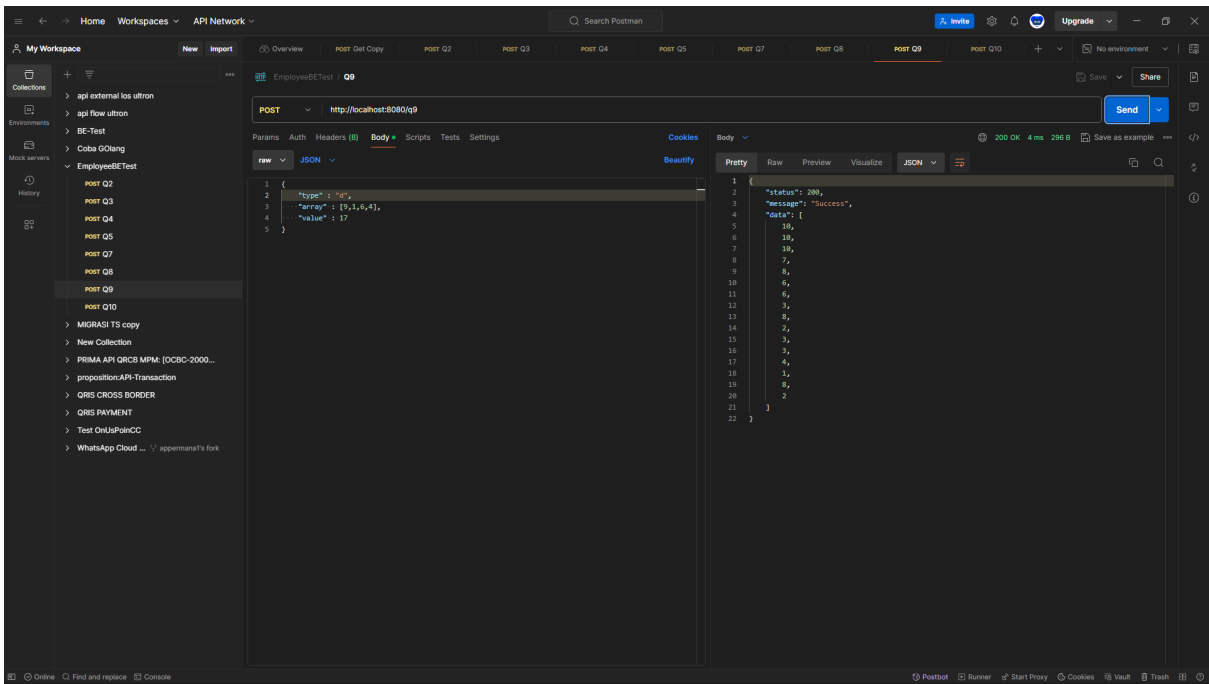 Home Workspaces API Network Search Postman Invite Upgrade
My Workspace New Import Overview POST Get Copy POST Q2 POST Q3 POST Q4 POST Q5 POST Q7 POST Q8 POST Q9 POST Q10 No environment
Collections
Environments
Mock servers
History
api external los ultron
api flow ultron
BE-Test
Coba GOlang
EmployeeBETest
POST Q2
POST Q3
POST Q4
POST Q5
POST Q7
POST Q8
POST Q9
POST Q10
MIGRASI TS copy
New Collection
PRIMA API QRCB MPM: [OCBC-2000...
proposition:API-Transaction
QRIS CROSS BORDER
QRIS PAYMENT
Test OnUsPoinCC
WhatsApp Cloud ... appermana1's fork
HTTP EmployeeBETest / Q9 Save Share
POST http://localhost:8080/q9 Send
Params Auth Headers (8) Body Scripts Tests Settings Cookies
raw JSON Beautify
1 {
2 "type" : "d",
3 "array" : [9,1,6,4],
4 "value" : 17
5 }
Body 200 OK 4 ms 296 B Save as example
Pretty Raw Preview Visualize JSON
1 {
2 "status": 200,
3 "message": "Success",
4 "data": [
5 10,
6 10,
7 10,
8 7,
9 8,
10 6,
11 6,
12 3,
13 8,
14 2,
15 3,
16 3,
17 4,
18 1,
19 8,
20 2
21 ]
22 }
Online Find and replace Console Postbot Runner Start Proxy Cookies Vault Trash